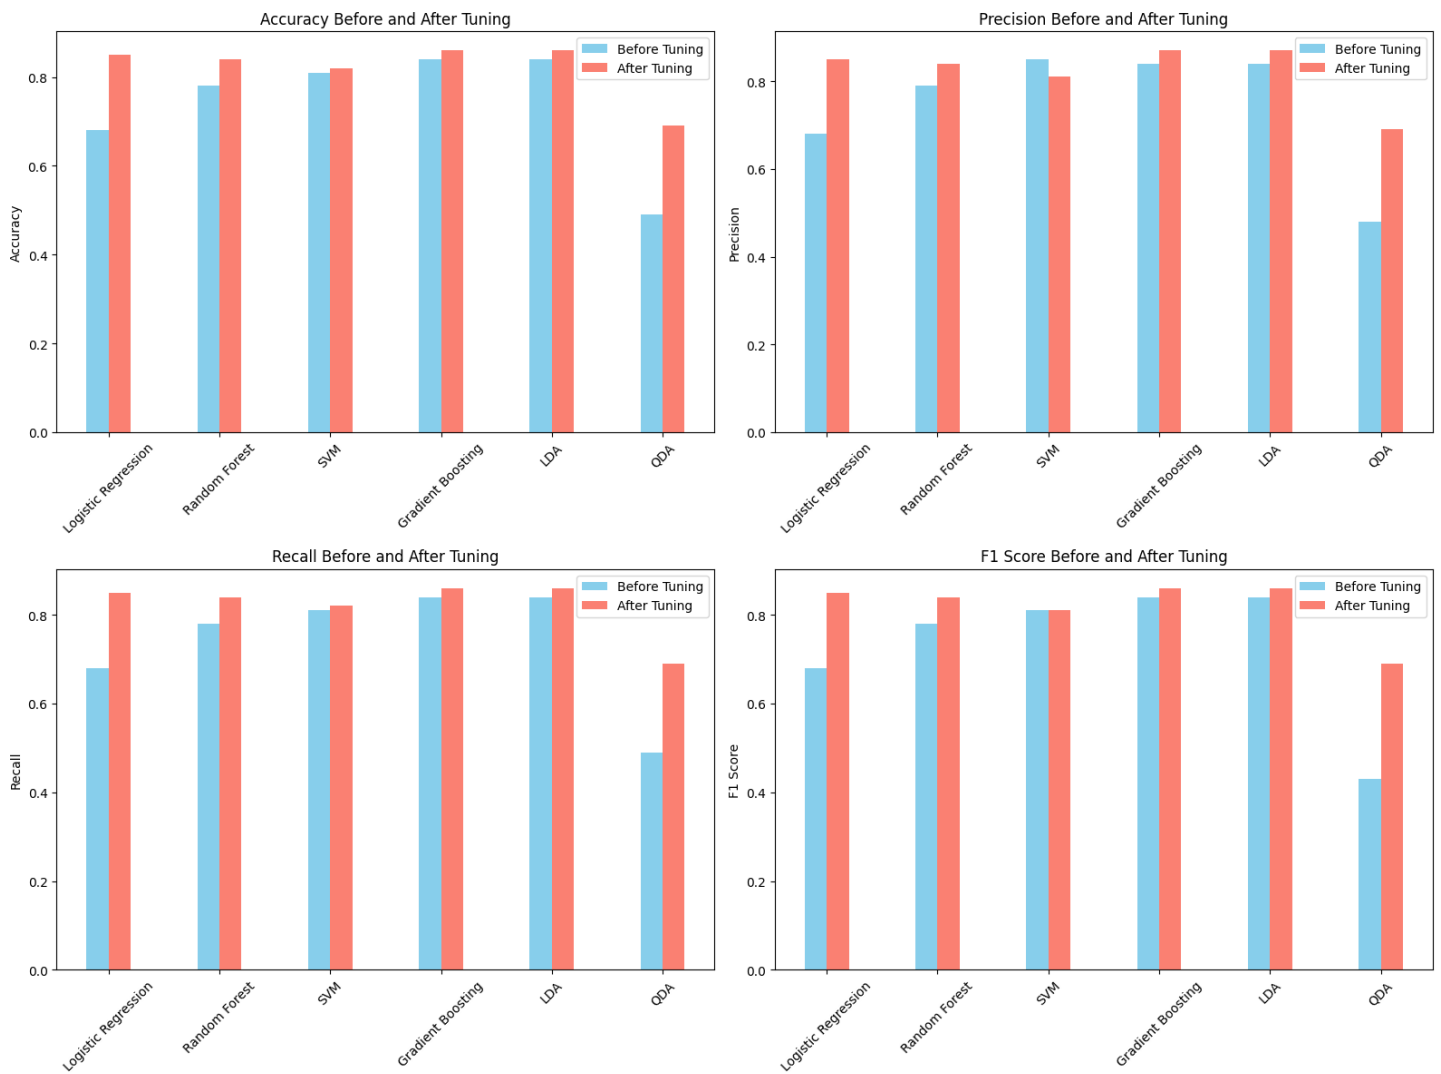 Accuracy Before and After Tuning
Before Tuning
After Tuning
Accuracy
0.8
0.6
0.4
0.2
0.0
Logistic Regression
Random Forest
SVM
Gradient Boosting
LDA
QDA
Precision Before and After Tuning
Before Tuning
After Tuning
Precision
0.8
0.6
0.4
0.2
0.0
Logistic Regression
Random Forest
SVM
Gradient Boosting
LDA
QDA
Recall Before and After Tuning
Before Tuning
After Tuning
Recall
0.8
0.6
0.4
0.2
0.0
Logistic Regression
Random Forest
SVM
Gradient Boosting
LDA
QDA
F1 Score Before and After Tuning
Before Tuning
After Tuning
F1 Score
0.8
0.6
0.4
0.2
0.0
Logistic Regression
Random Forest
SVM
Gradient Boosting
LDA
QDA